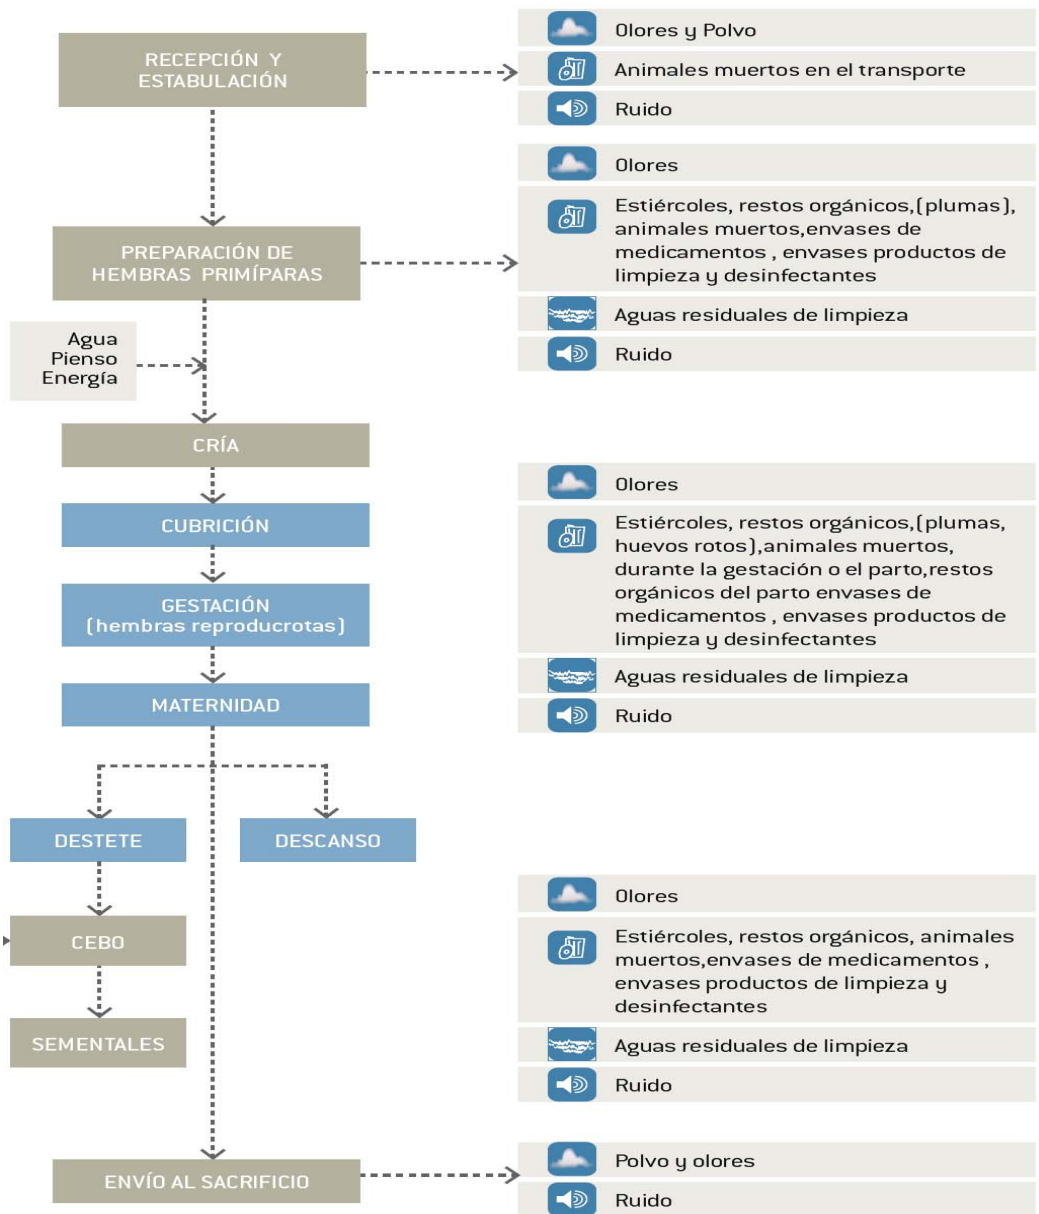 RECEPCIÓN Y
ESTABULACIÓN
Olores y Polvo
Animales muertos en el transporte
Ruido
PREPARACIÓN DE
HEMBRAS PRIMÍPARAS
Olores
Estiércoles, restos orgánicos,(plumas),
animales muertos,envases de
medicamentos , envases productos de
limpieza y desinfectantes
Aguas residuales de limpieza
Ruido
Agua
Pienso
Energía
CRÍA
CUBRICIÓN
GESTACIÓN
(hembras reproducrotas)
MATERNIDAD
Olores
Estiércoles, restos orgánicos,(plumas,
huevos rotos),animales muertos,
durante la gestación o el parto,restos
orgánicos del parto envases de
medicamentos , envases productos de
limpieza y desinfectantes
Aguas residuales de limpieza
Ruido
DESTETE
DESCANSO
CEBO
SEMENTALES
Olores
Estiércoles, restos orgánicos, animales
muertos,envases de medicamentos ,
envases productos de limpieza y
desinfectantes
Aguas residuales de limpieza
Ruido
ENVÍO AL SACRIFICIO
Polvo y olores
Ruido